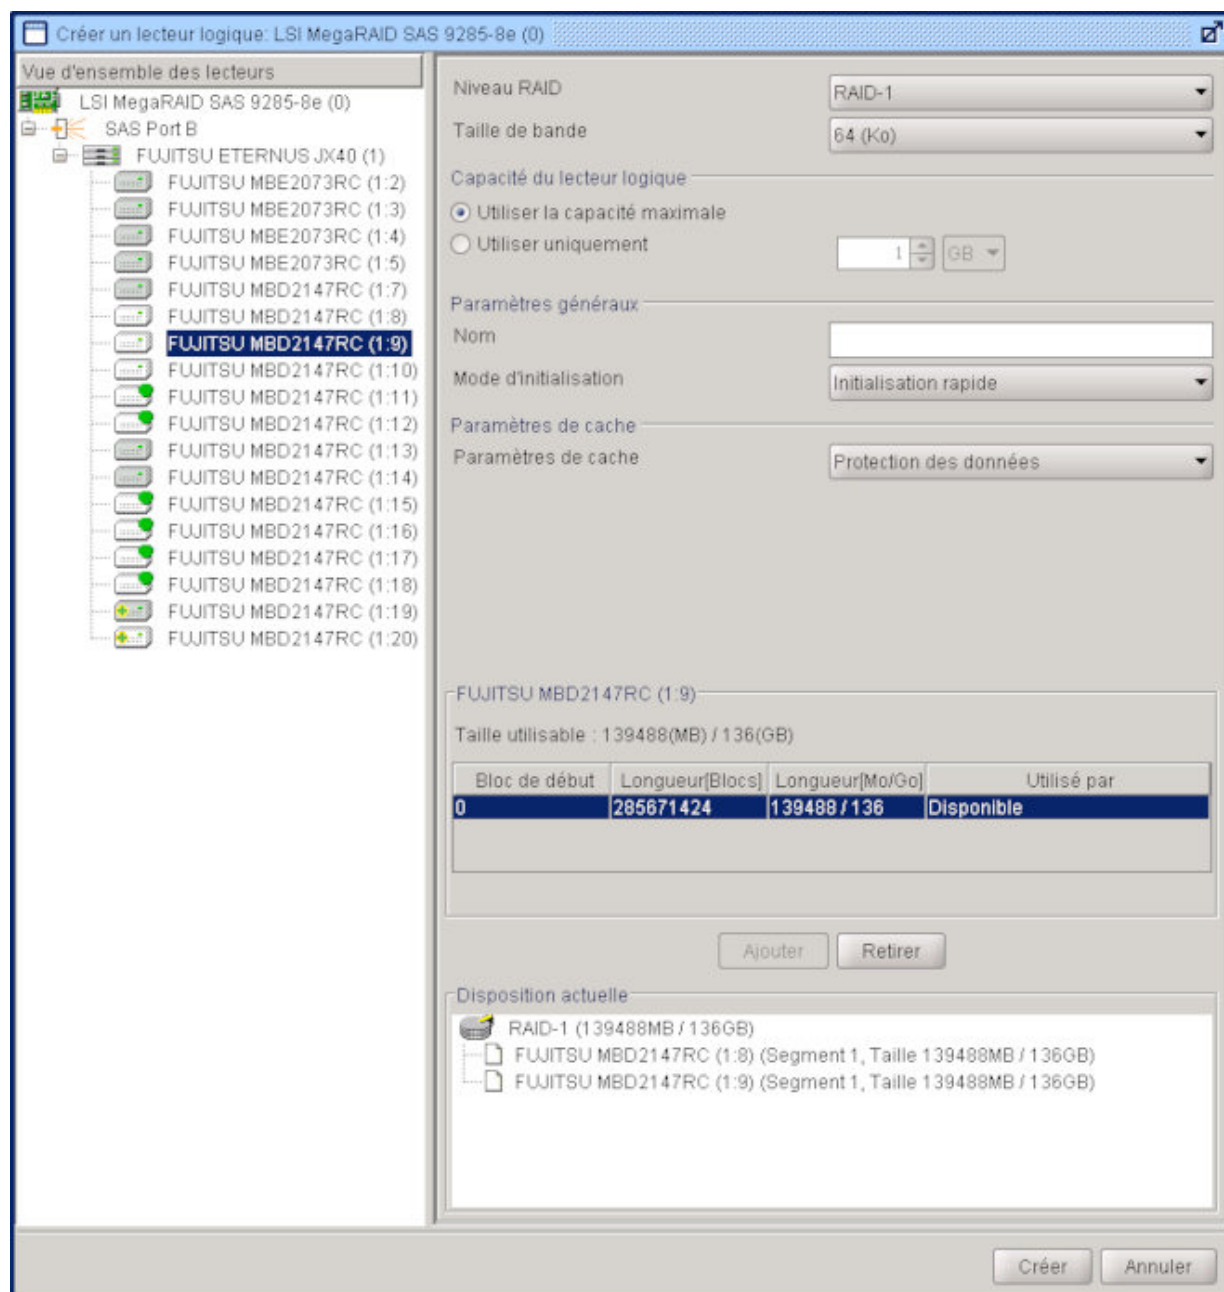 Créer un lecteur logique: LSI MegaRAID SAS 9285-8e (0)
Vue d'ensemble des lecteurs
LSI MegaRAID SAS 9285-8e (0)
SAS Port B
FUJITSU ETERNUS JX40 (1)
FUJITSU MBE2073RC (1:2)
FUJITSU MBE2073RC (1:3)
FUJITSU MBE2073RC (1:4)
FUJITSU MBE2073RC (1:5)
FUJITSU MBD2147RC (1:7)
FUJITSU MBD2147RC (1:8)
FUJITSU MBD2147RC (1:9)
FUJITSU MBD2147RC (1:10)
FUJITSU MBD2147RC (1:11)
FUJITSU MBD2147RC (1:12)
FUJITSU MBD2147RC (1:13)
FUJITSU MBD2147RC (1:14)
FUJITSU MBD2147RC (1:15)
FUJITSU MBD2147RC (1:16)
FUJITSU MBD2147RC (1:17)
FUJITSU MBD2147RC (1:18)
FUJITSU MBD2147RC (1:19)
FUJITSU MBD2147RC (1:20)
Niveau RAID RAID-1
Taille de bande 64 (Ko)
Capacité du lecteur logique
Utiliser la capacité maximale
Utiliser uniquement 1 GB
Paramètres généraux
Nom
Mode d'initialisation Initialisation rapide
Paramètres de cache
Paramètres de cache Protection des données
FUJITSU MBD2147RC (1:9)
Taille utilisable : 139488(MB) / 136(GB)
Bloc de début Longueur[Blocs] Longueur[Mo/Go] Utilisé par
0 285671424 139488 / 136 Disponible
Ajouter Retirer
Disposition actuelle
RAID-1 (139488MB / 136GB)
FUJITSU MBD2147RC (1:8) (Segment 1, Taille 139488MB / 136GB)
FUJITSU MBD2147RC (1:9) (Segment 1, Taille 139488MB / 136GB)
Créer Annuler